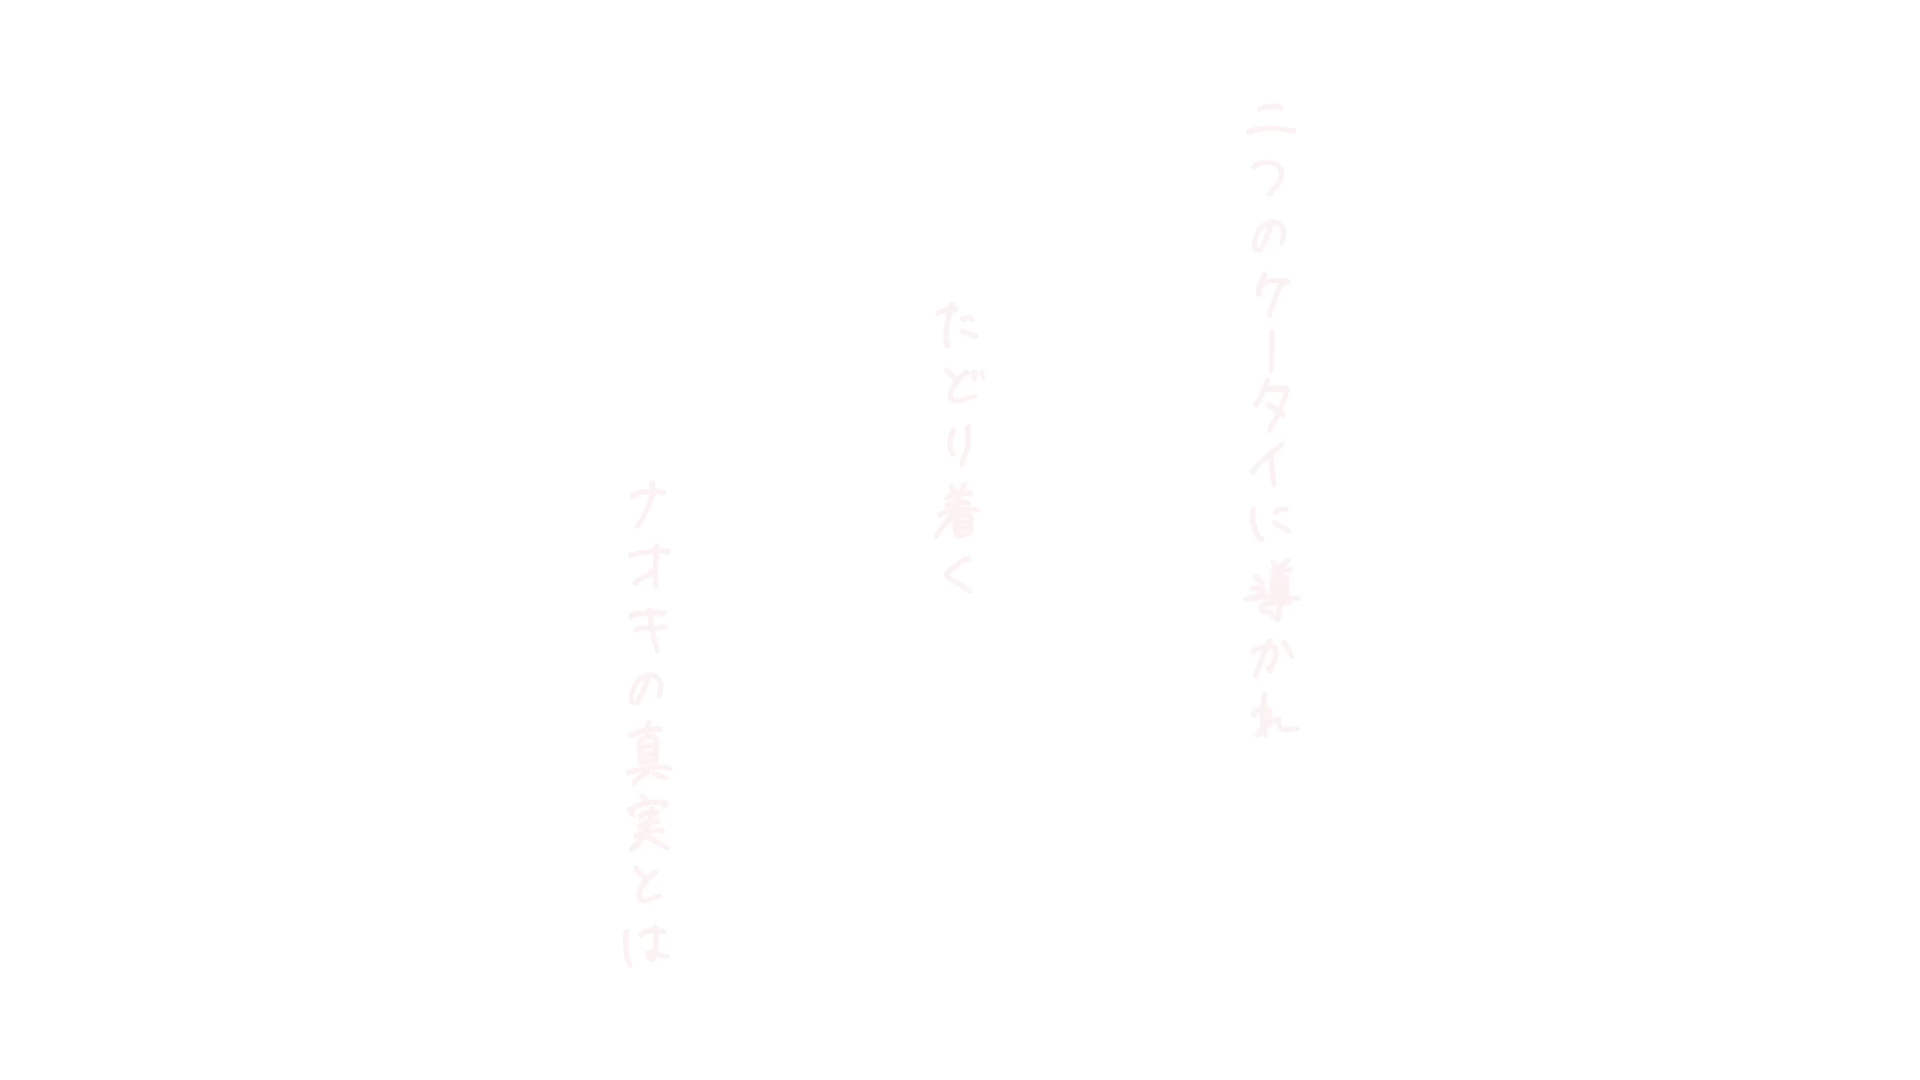 二つのケータイに導かれ
たどり着く
ナオキの真実とは